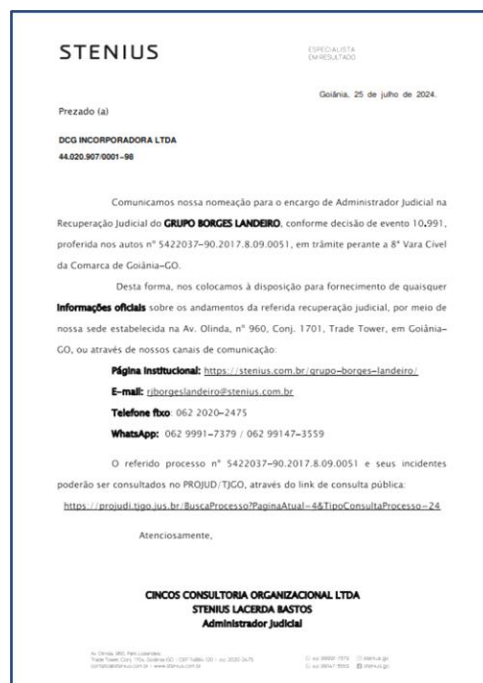 STENIUS
ESPECIALISTA
EM RESULTADO
Goiânia, 25 de julho de 2024.
Prezado (a)
DCG INCORPORADORA LTDA
44.020.907/0001-98
Comunicamos nossa nomeação para o encargo de Administrador Judicial na
Recuperação Judicial do GRUPO BORGES LANDEIRO, conforme decisão de evento 10.991,
proferida nos autos n° 5422037-90.2017.8.09.0051, em trâmite perante a 8ª Vara Cível
da Comarca de Goiânia-GO.
Desta forma, nos colocamos à disposição para fornecimento de quaisquer
informações oficiais sobre os andamentos da referida recuperação judicial, por meio de
nossa sede estabelecida na Av. Olinda, n° 960, Conj. 1701, Trade Tower, em Goiânia-
GO, ou através de nossos canais de comunicação:
Página Institucional: https://stenius.com.br/grupo-borges-landeiro/
E-mail: rjborgeslandeiro@stenius.com.br
Telefone fixo: 062 2020-2475
WhatsApp: 062 9991-7379 / 062 99147-3559
O referido processo n° 5422037-90.2017.8.09.0051 e seus incidentes
poderão ser consultados no PROJUD/TJGO, através do link de consulta pública:
https://projudi.tjgo.jus.br/BuscaProcesso?PaginaAtual=4&TipoConsultaProcesso=24
Atenciosamente,
CINCOS CONSULTORIA ORGANIZACIONAL LTDA
STENIUS LACERDA BASTOS
Administrador Judicial